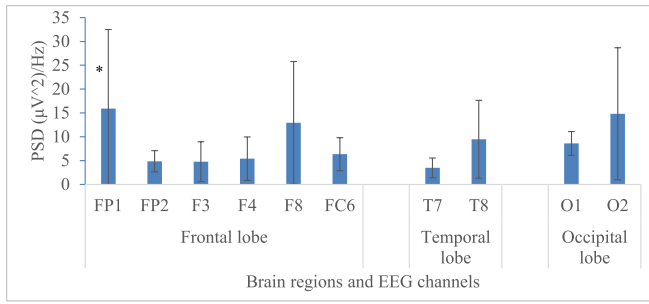 35
30
25
20
15
10
5
0
PSD (µV^2)/Hz
*
FP1 FP2 F3 F4 F8 FC6 T7 T8 O1 O2
Frontal lobe Temporal lobe Occipital lobe
Brain regions and EEG channels